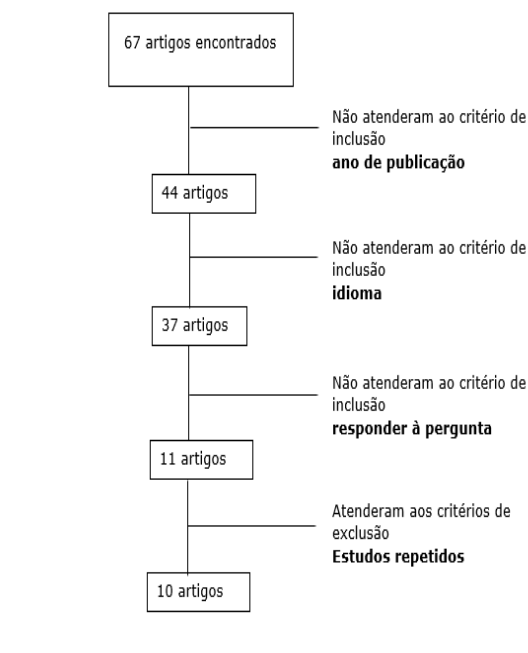 67 artigos encontrados
Não atenderam ao critério de
inclusão
ano de publicação
44 artigos
Não atenderam ao critério de
inclusão
idioma
37 artigos
Não atenderam ao critério de
inclusão
responder à pergunta
11 artigos
Atenderam aos critérios de
exclusão
Estudos repetidos
10 artigos